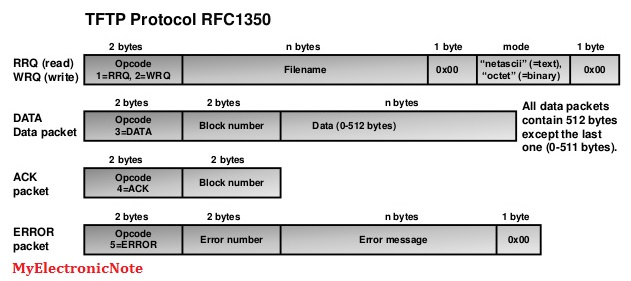 TFTP Protocol RFC1350
2 bytes n bytes 1 byte mode 1 byte
RRQ (read)
WRQ (write)
Opcode
1=RRQ, 2=WRQ
Filename
0x00
“netascii” (=text),
“octet” (=binary)
0x00
2 bytes 2 bytes n bytes
DATA
Data packet
Opcode
3=DATA
Block number
Data (0-512 bytes)
All data packets
contain 512 bytes
except the last
one (0-511 bytes).
2 bytes 2 bytes
ACK
packet
Opcode
4=ACK
Block number
2 bytes 2 bytes n bytes 1 byte
ERROR
packet
Opcode
5=ERROR
Error number
Error message
0x00
MyElectronicNote